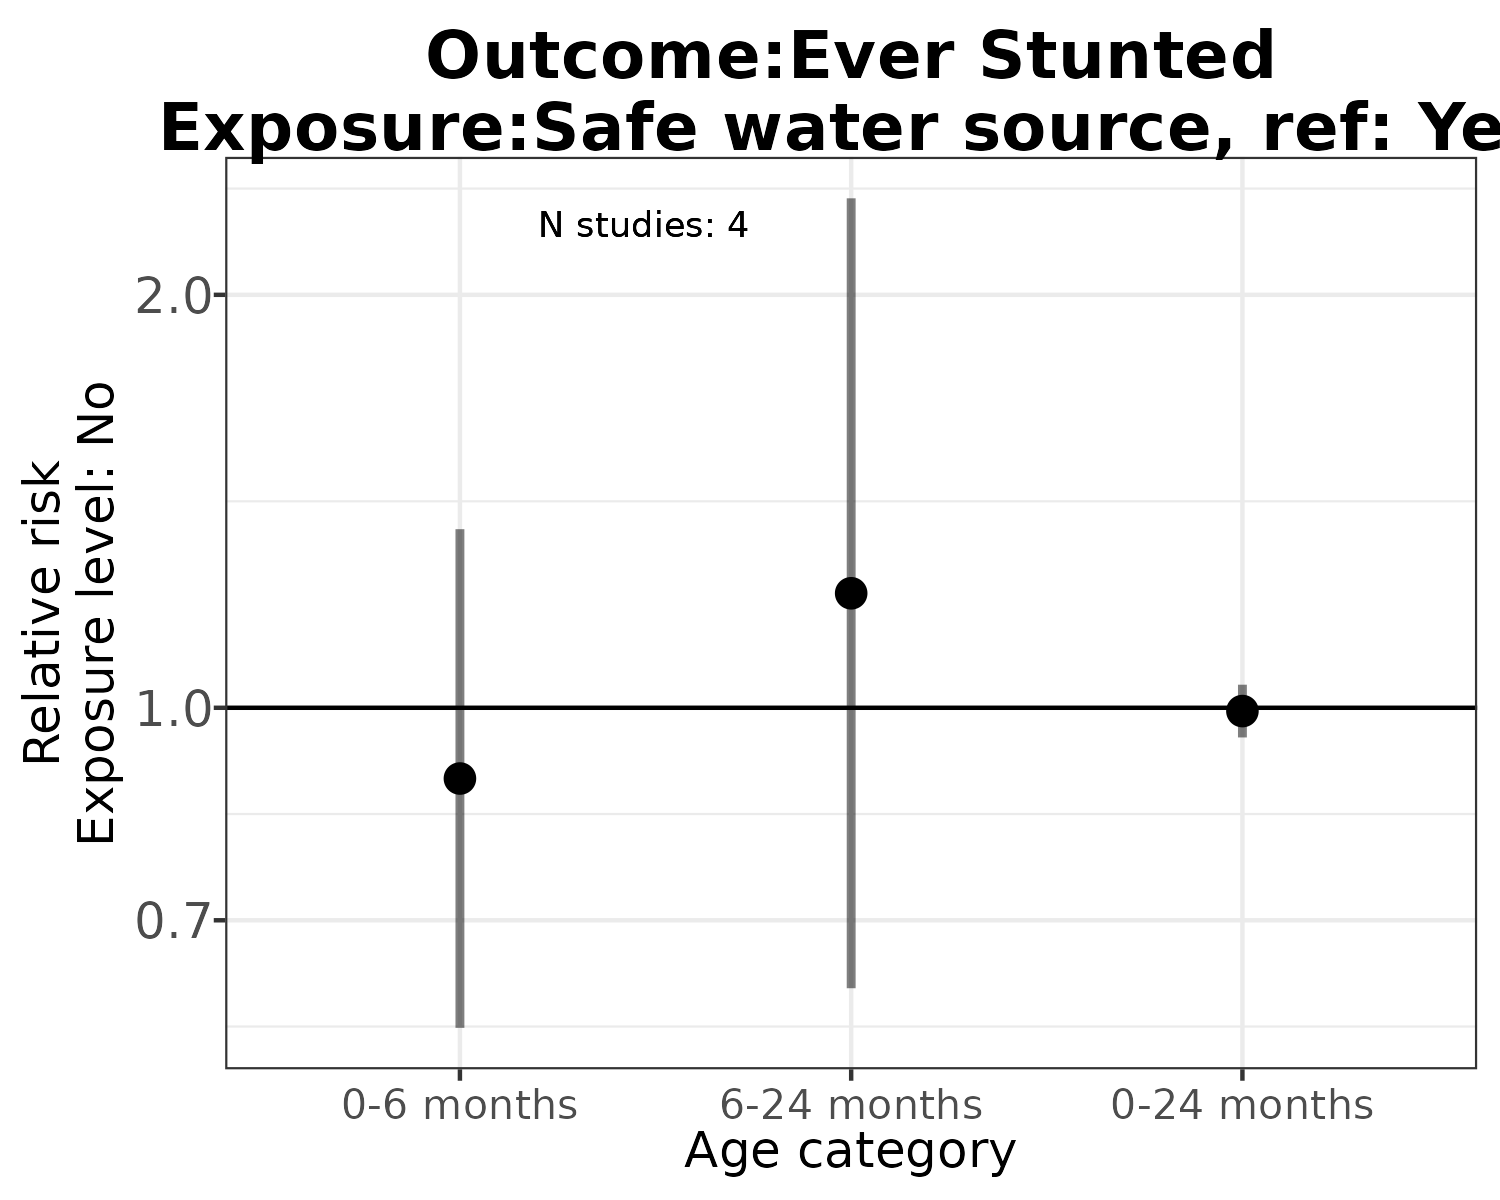 Outcome:Ever Stunted
Exposure:Safe water source, ref: Ye
N studies: 4
2.0
1.0
0.7
Relative risk
Exposure level: No
0-6 months
6-24 months
0-24 months
Age category